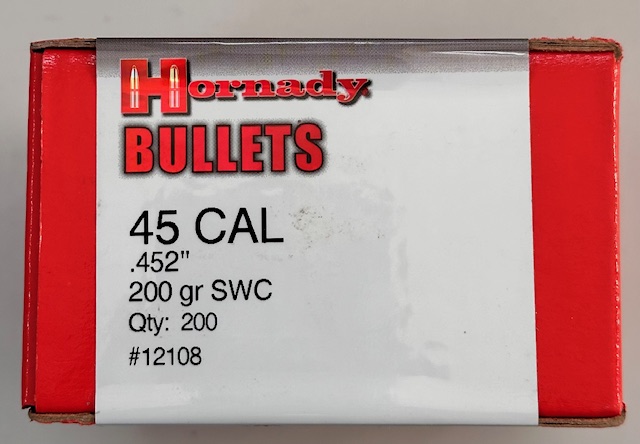 Hornady
BULLETS
45 CAL
.452"
200 gr SWC
Qty: 200
#12108